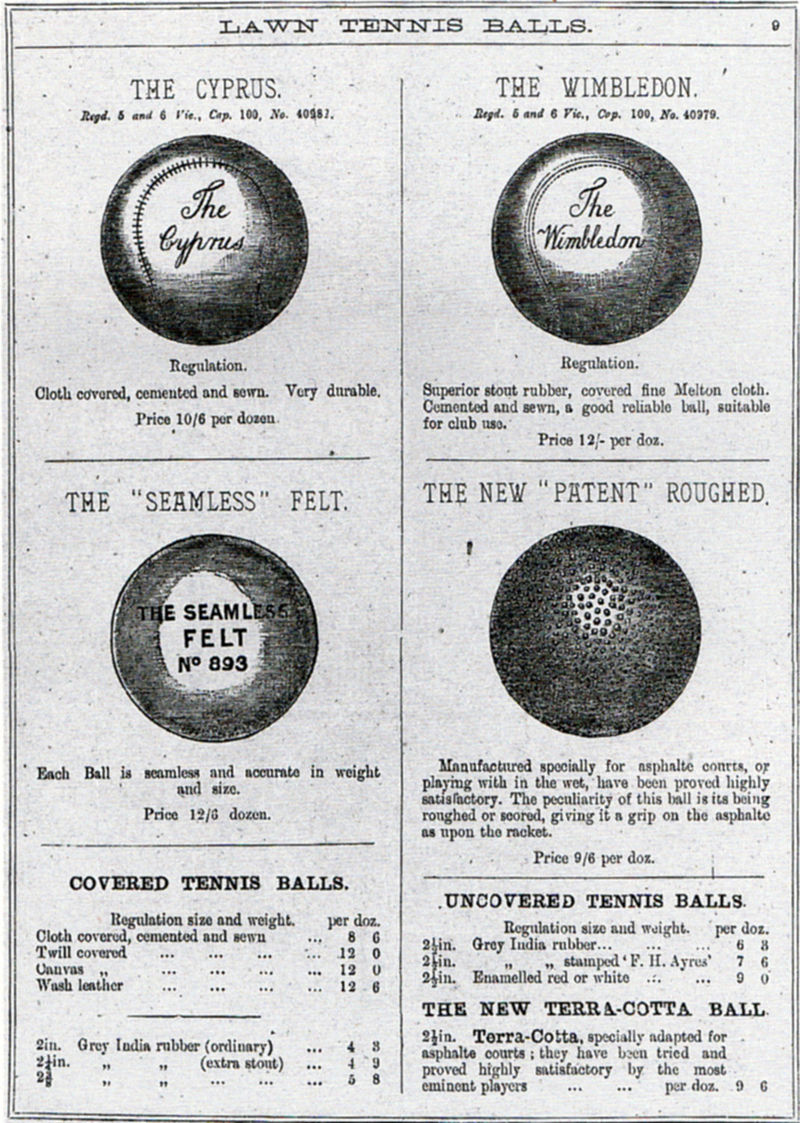 LAWN TENNIS BALLS.
9
THE CYPRUS.
Regd. 5 and 6 Vic., Cap. 100, No. 40981.
The
Cyprus
Regulation.
Cloth covered, cemented and sewn. Very durable.
Price 10/6 per dozen.
THE "SEAMLESS" FELT.
THE SEAMLESS
FELT
No 893
Each Ball is seamless and accurate in weight
and size.
Price 12/6 dozen.
COVERED TENNIS BALLS.
Regulation size and weight. per doz.
Cloth covered, cemented and sewn ... 8 6
Twill covered ... ... ... ... 12 0
Canvas „ ... ... ... ... 12 0
Wash leather ... ... ... ... 12 6
2in. Grey India rubber (ordinary) ... 4 3
2¼in. „ „ (extra stout) ... 4 9
2⅜ „ „ ... ... ... 5 8
THE WIMBLEDON.
Regd. 5 and 6 Vic., Cap. 100, No. 40979.
The
Wimbledon
Regulation.
Superior stout rubber, covered fine Melton cloth.
Cemented and sewn, a good reliable ball, suitable
for club use.
Price 12/- per doz.
THE NEW "PATENT" ROUGHED.
Manufactured specially for asphalte courts, or
playing with in the wet, have been proved highly
satisfactory. The peculiarity of this ball is its being
roughed or scored, giving it a grip on the asphalte
as upon the racket.
Price 9/6 per doz.
UNCOVERED TENNIS BALLS.
Regulation size and weight. per doz.
2½in. Grey India rubber... ... ... 6 3
2½in. „ „ stamped 'F. H. Ayres' 7 6
2½in. Enamelled red or white ... ... 9 0
THE NEW TERRA-COTTA BALL
2½in. Terra-Cotta, specially adapted for
asphalte courts; they have been tried and
proved highly satisfactory by the most
eminent players ... ... per doz. 9 6